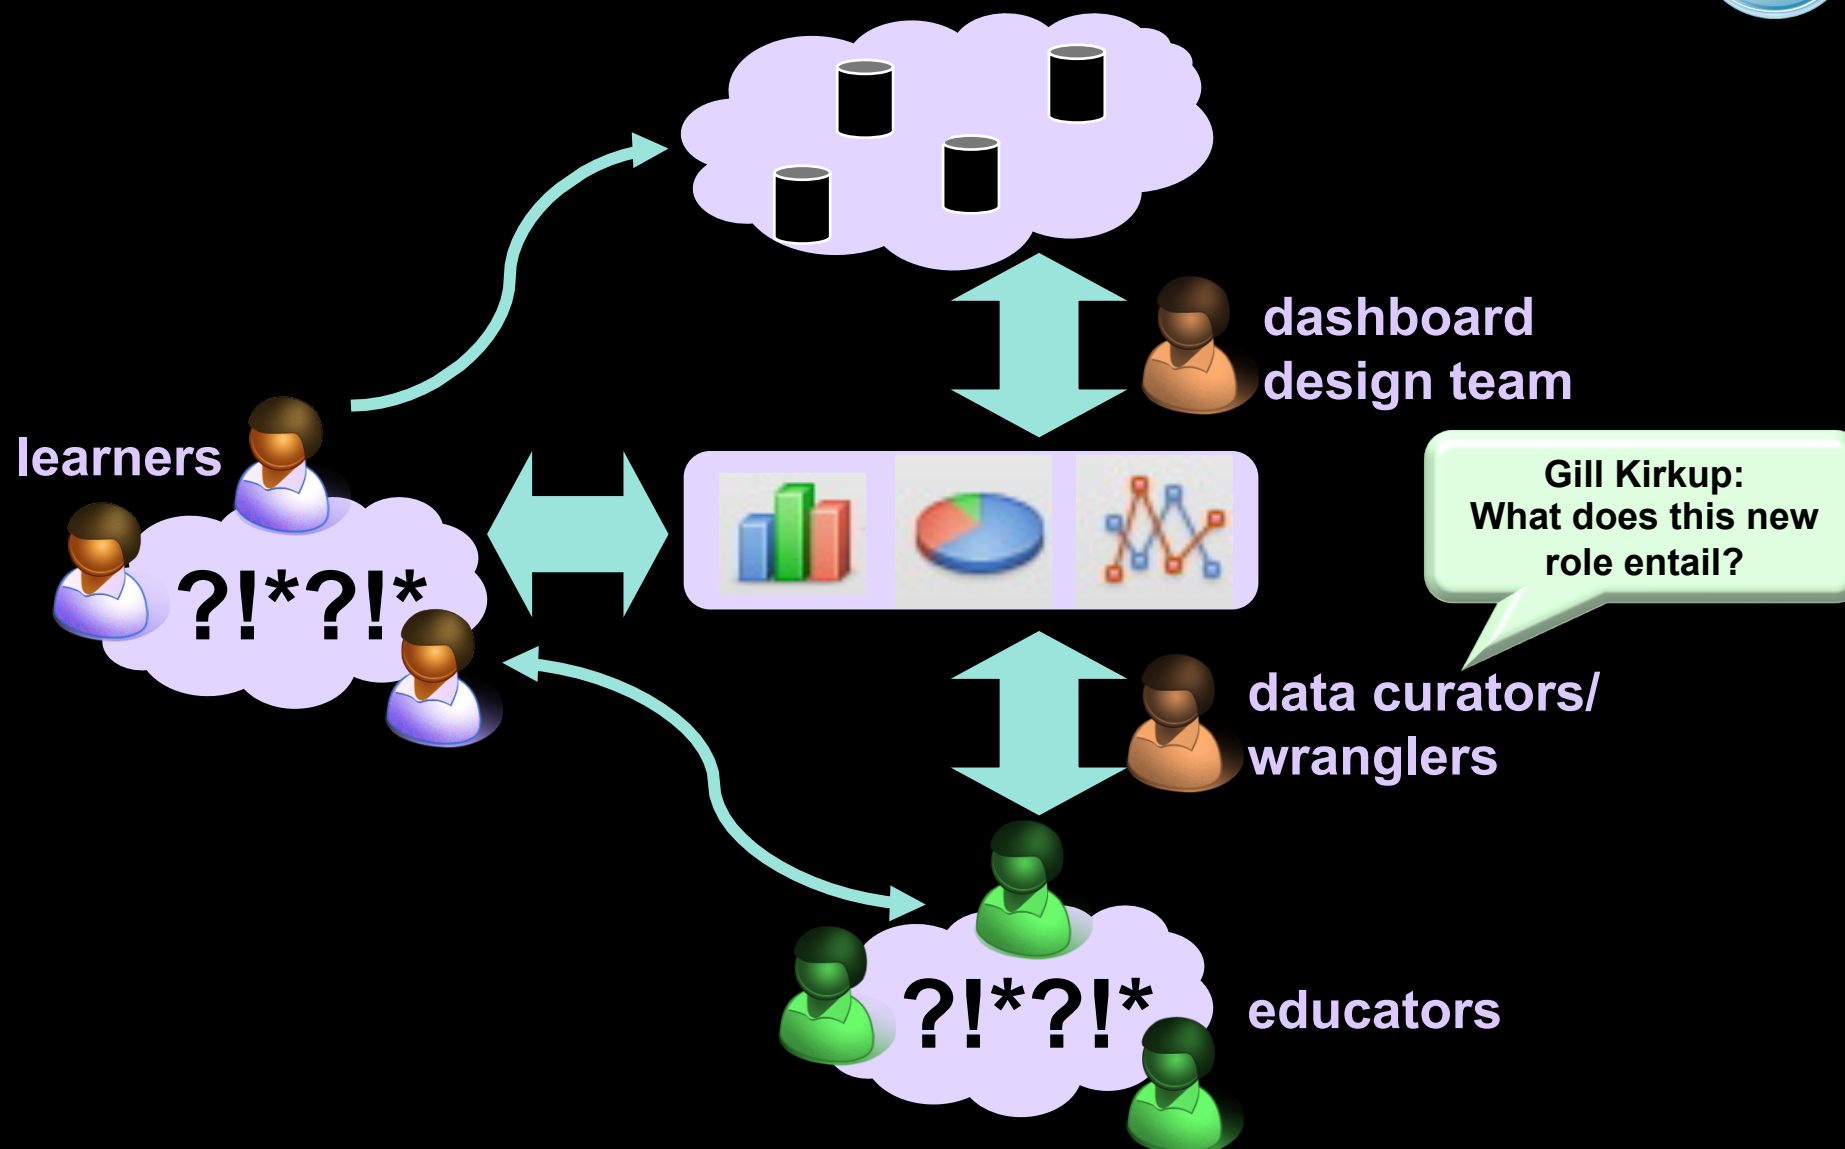 dashboard
design team
learners
Gill Kirkup:
What does this new
role entail?
?!*?!*
data curators/
wranglers
?!*?!*
educators